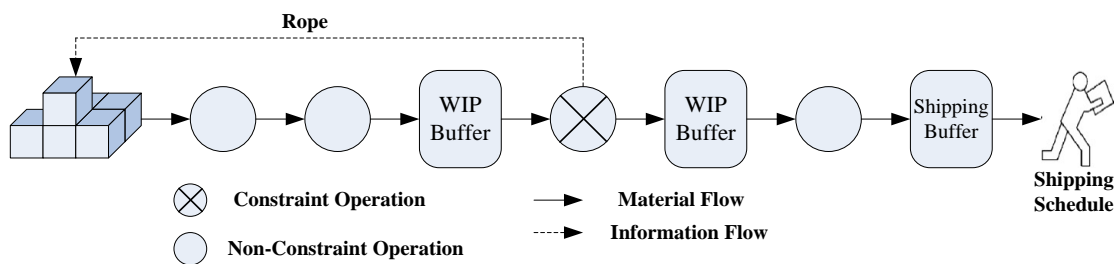 Rope
WIP
Buffer
WIP
Buffer
Shipping
Buffer
Shipping
Schedule
Constraint Operation
Material Flow
Non-Constraint Operation
Information Flow